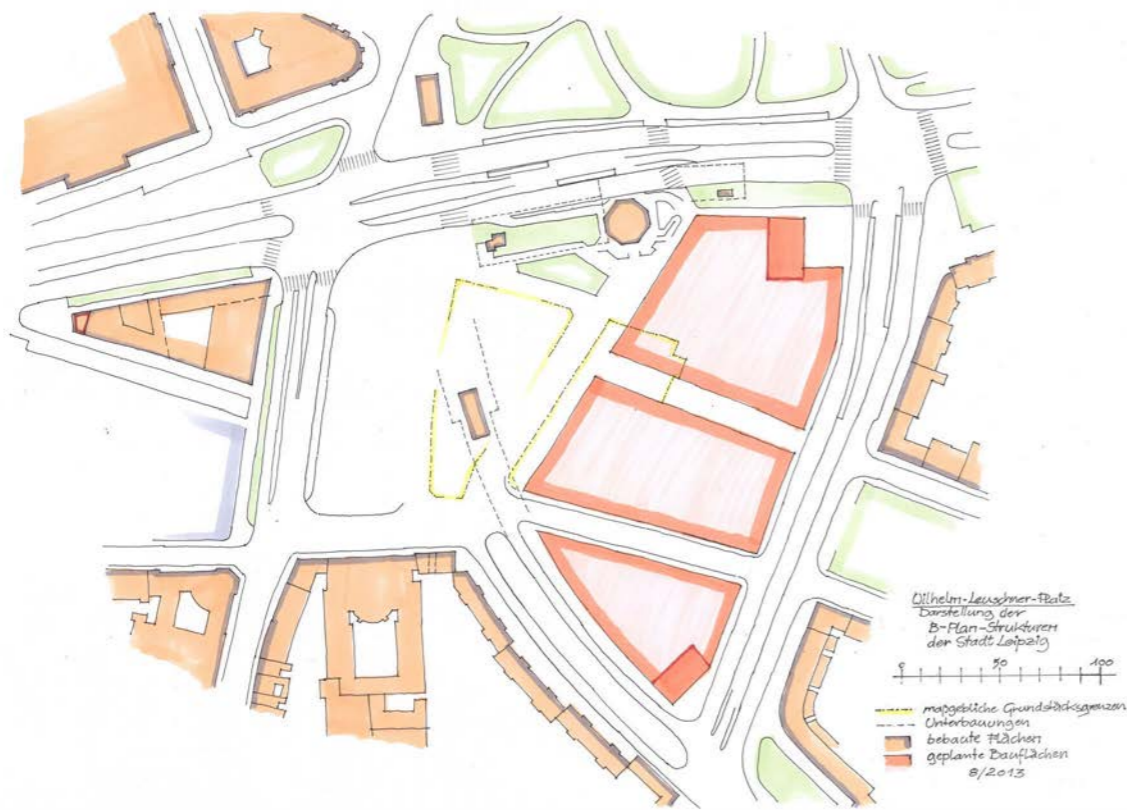 Wilhelm-Leuschner-Platz
Darstellung der
B-Plan-Strukturen
der Stadt Leipzig
0 50 100
maßgebliche Grundstücksgrenzen
Unterbauungen
bebaute Flächen
geplante Bauflächen
8/2013